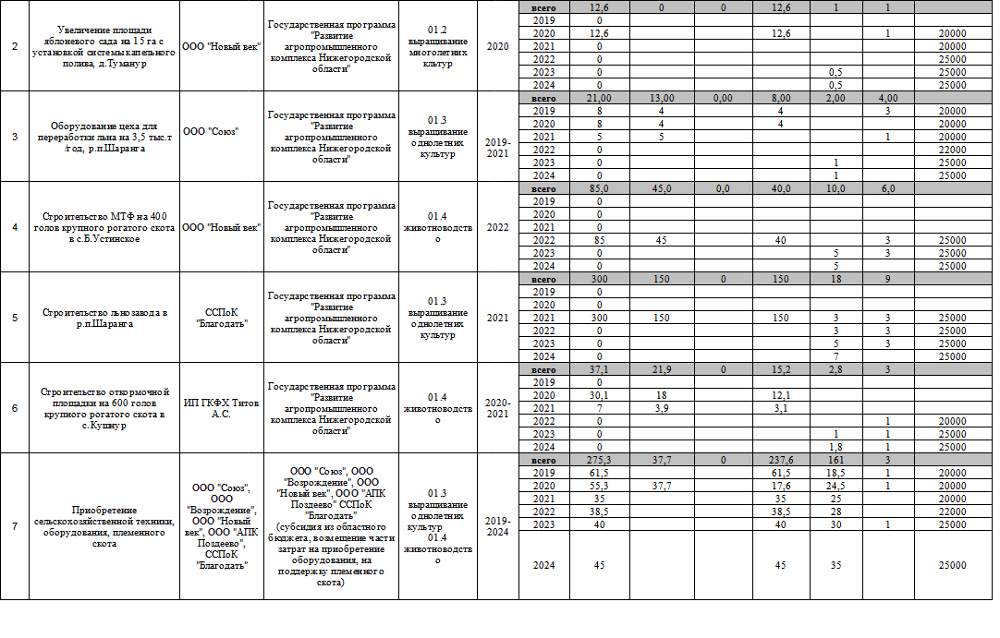 2
Увеличение площади
яблоневого сада на 15 га с
установкой системы капельного
полива, д.Туманур
ООО "Новый век"
Государственная программа
"Развитие
агропромышленного
комплекса Нижегородской
области"
01.2
выращивание
многолетних
клтьур
2020
всего 12,6 0 0 12,6 1 1
2019 0
2020 12,6 12,6 1 20000
2021 0 20000
2022 0 25000
2023 0 0,5 25000
2024 0 0,5 25000
3
Оборудование цеха для
переработки льна на 3,5 тыс.т
/год, р.п.Шаранга
ООО "Союз"
Государственная программа
"Развитие
агропромышленного
комплекса Нижегородской
области"
01.3
выращивание
однолетних
культур
2019-
2021
всего 21,00 13,00 0,00 8,00 2,00 4,00
2019 8 4 4 3 20000
2020 8 4 4 20000
2021 5 5 1 20000
2022 0 22000
2023 0 1 25000
2024 0 1 25000
4
Строительство МТФ на 400
голов крупного рогатого скота
в с.Б.Устинское
ООО "Новый век"
Государственная программа
"Развитие
агропромышленного
комплекса Нижегородской
области"
01.4
животноводств
о
2022
всего 85,0 45,0 0,0 40,0 10,0 6,0
2019 0
2020 0
2021 0
2022 85 45 40 3 25000
2023 0 5 3 25000
2024 0 5 25000
5
Строительство льнозавода в
р.п.Шаранга
ССПоК
"Благодать"
Государственная программа
"Развитие
агропромышленного
комплекса Нижегородской
области"
01.3
выращивание
однолетних
культур
2021
всего 300 150 0 150 18 9
2019 0
2020 0
2021 300 150 150 3 3 25000
2022 0 3 3 25000
2023 0 5 3 25000
2024 0 7 25000
6
Строительство откормочной
площадки на 600 голов
крупного рогатого скота в
с.Кушнур
ИП ГКФХ Титов
А.С.
Государственная программа
"Развитие
агропромышленного
комплекса Нижегородской
области"
01.4
животноводств
о
2020-
2021
всего 37,1 21,9 0 15,2 2,8 3
2019 0
2020 30,1 18 12,1
2021 7 3,9 3,1
2022 0 1 20000
2023 0 1 1 25000
2024 0 1,8 1 25000
7
Приобретение
сельскохозяйственной техники,
оборудования, племенного
скота
ООО "Союз",
ООО
"Возрождение",
ООО "Новый
век", ООО "АПК
Поздеево",
ССПоК
"Благодать"
ООО "Союз", ООО
"Возрождение", ООО
"Новый век", ООО "АПК
Поздеево" ССПоК
"Благодать"
(субсидия из областного
бюджета, возмещение части
затрат на приобретение
оборудования, на
поддержку племенного
скота)
01.3
выращивание
однолетних
культур
01.4
животноводств
о
2019-
2024
всего 275,3 37,7 0 237,6 161 3
2019 61,5 61,5 18,5 1 20000
2020 55,3 37,7 17,6 24,5 1 20000
2021 35 35 25 20000
2022 38,5 38,5 28 22000
2023 40 40 30 1 25000
2024 45 45 35 25000